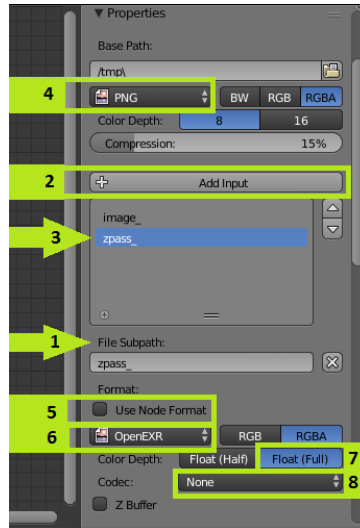 ▼ Properties
Base Path:
/tmp\
4 PNG BW RGB RGBA
Color Depth: 8 16
Compression: 15%
2 Add Input
image_
3 zpass_
1 File Subpath:
zpass_
Format:
5 Use Node Format
6 OpenEXR RGB RGBA
Color Depth: Float (Half) Float (Full) 7
Codec: None 8
Z Buffer